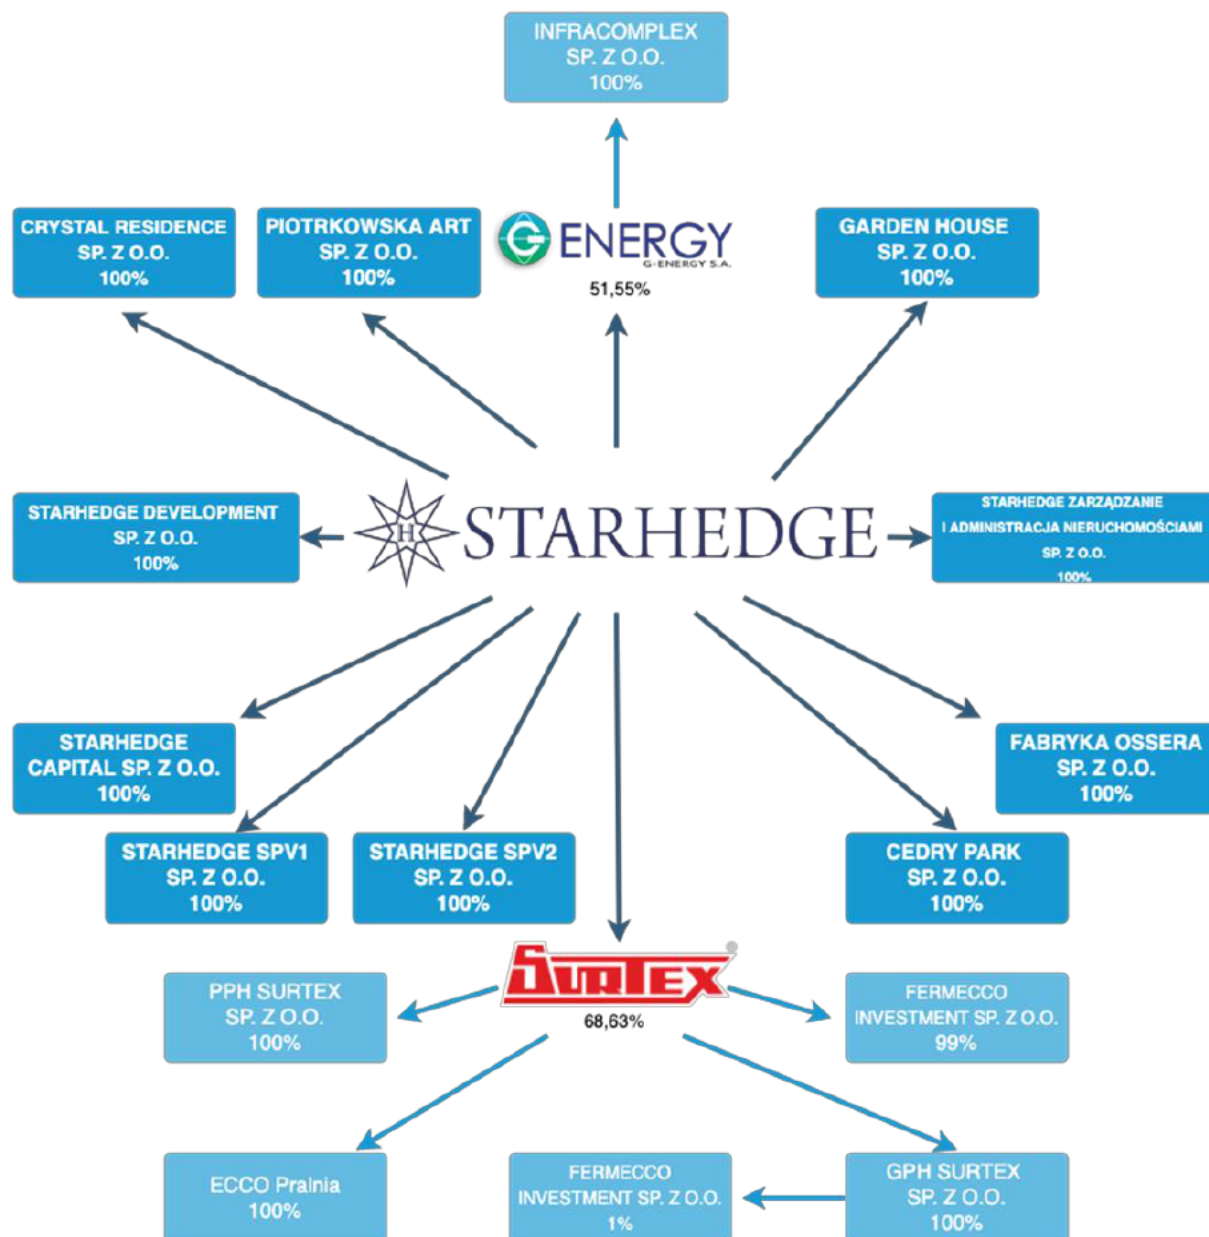 INFRACOMPLEX
SP. Z O.O.
100%
CRYSTAL RESIDENCE
SP. Z O.O.
100%
PIOTRKOWSKA ART
SP. Z O.O.
100%
G ENERGY
G-ENERGY S.A.
51,55%
GARDEN HOUSE
SP. Z O.O.
100%
STARHEDGE DEVELOPMENT
SP. Z O.O.
100%
H STARHEDGE
STARHEDGE ZARZĄDZANIE
I ADMINISTRACJA NIERUCHOMOŚCIAMI
SP. Z O.O.
100%
STARHEDGE
CAPITAL SP. Z O.O.
100%
FABRYKA OSSERA
SP. Z O.O.
100%
STARHEDGE SPV1
SP. Z O.O.
100%
STARHEDGE SPV2
SP. Z O.O.
100%
CEDRY PARK
SP. Z O.O.
100%
SURTEX
68,63%
PPH SURTEX
SP. Z O.O.
100%
FERMECCO
INVESTMENT SP. Z O.O.
99%
ECCO Pralnia
100%
FERMECCO
INVESTMENT SP. Z O.O.
1%
GPH SURTEX
SP. Z O.O.
100%